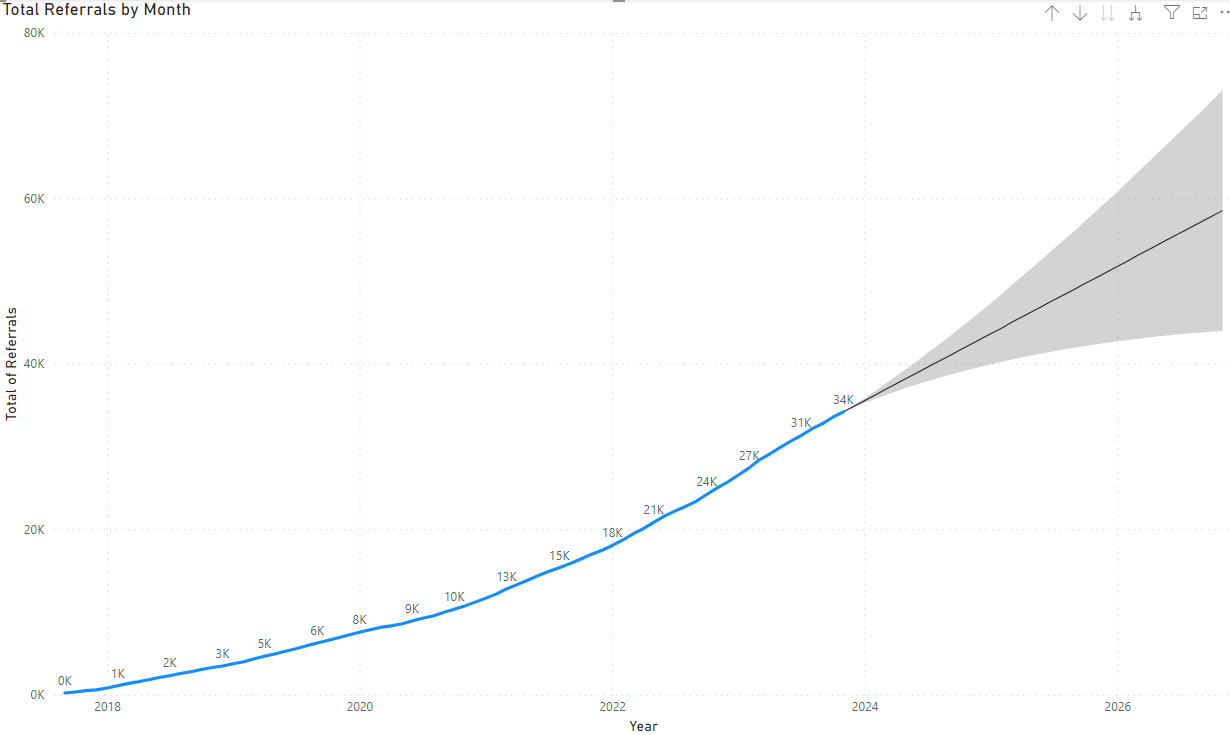 Total Referrals by Month
80K
60K
40K
20K
0K
Total of Referrals
0K
1K
2K
3K
5K
6K
8K
9K
10K
13K
15K
18K
21K
24K
27K
31K
34K
2018
2020
2022
2024
2026
Year